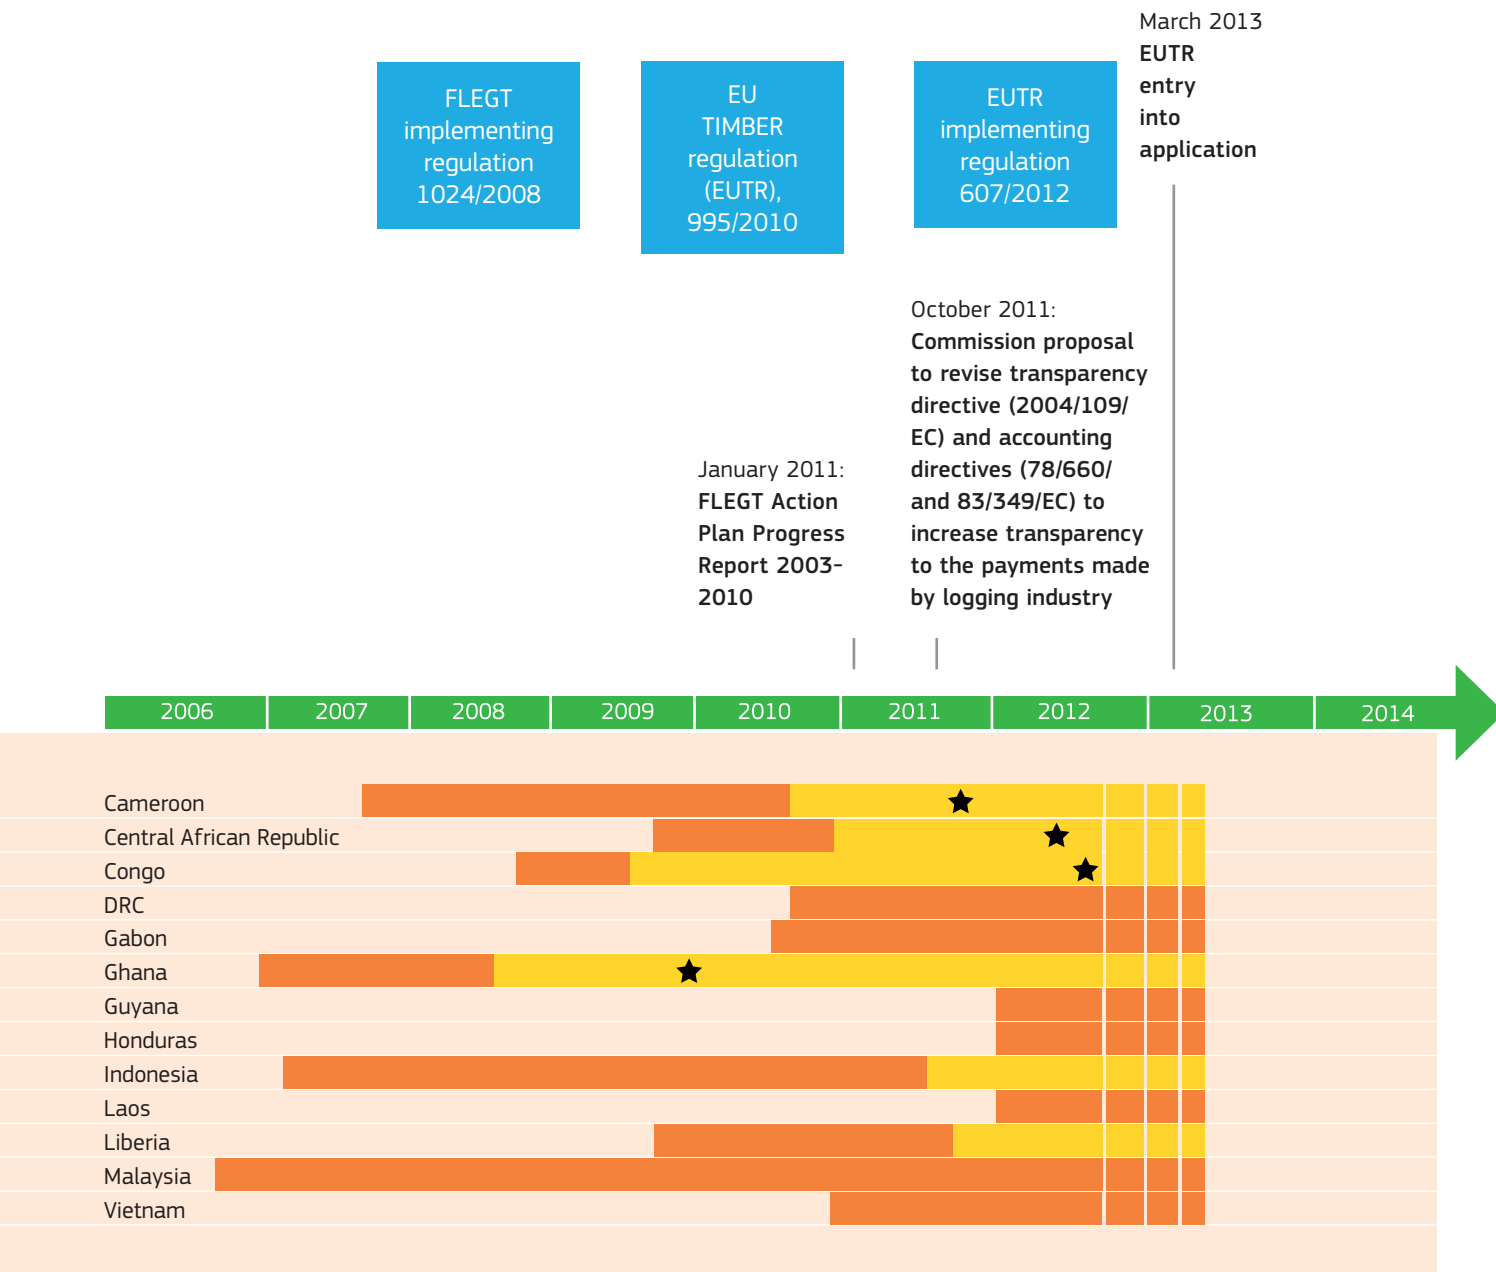 March 2013
EUTR
entry
into
application
FLEGT
implementing
regulation
1024/2008
EU
TIMBER
regulation
(EUTR),
995/2010
EUTR
implementing
regulation
607/2012
October 2011:
Commission proposal
to revise transparency
directive (2004/109/
EC) and accounting
directives (78/660/
and 83/349/EC) to
increase transparency
to the payments made
by logging industry
January 2011:
FLEGT Action
Plan Progress
Report 2003-
2010
2006 2007 2008 2009 2010 2011 2012 2013 2014
Cameroon
Central African Republic
Congo
DRC
Gabon
Ghana
Guyana
Honduras
Indonesia
Laos
Liberia
Malaysia
Vietnam